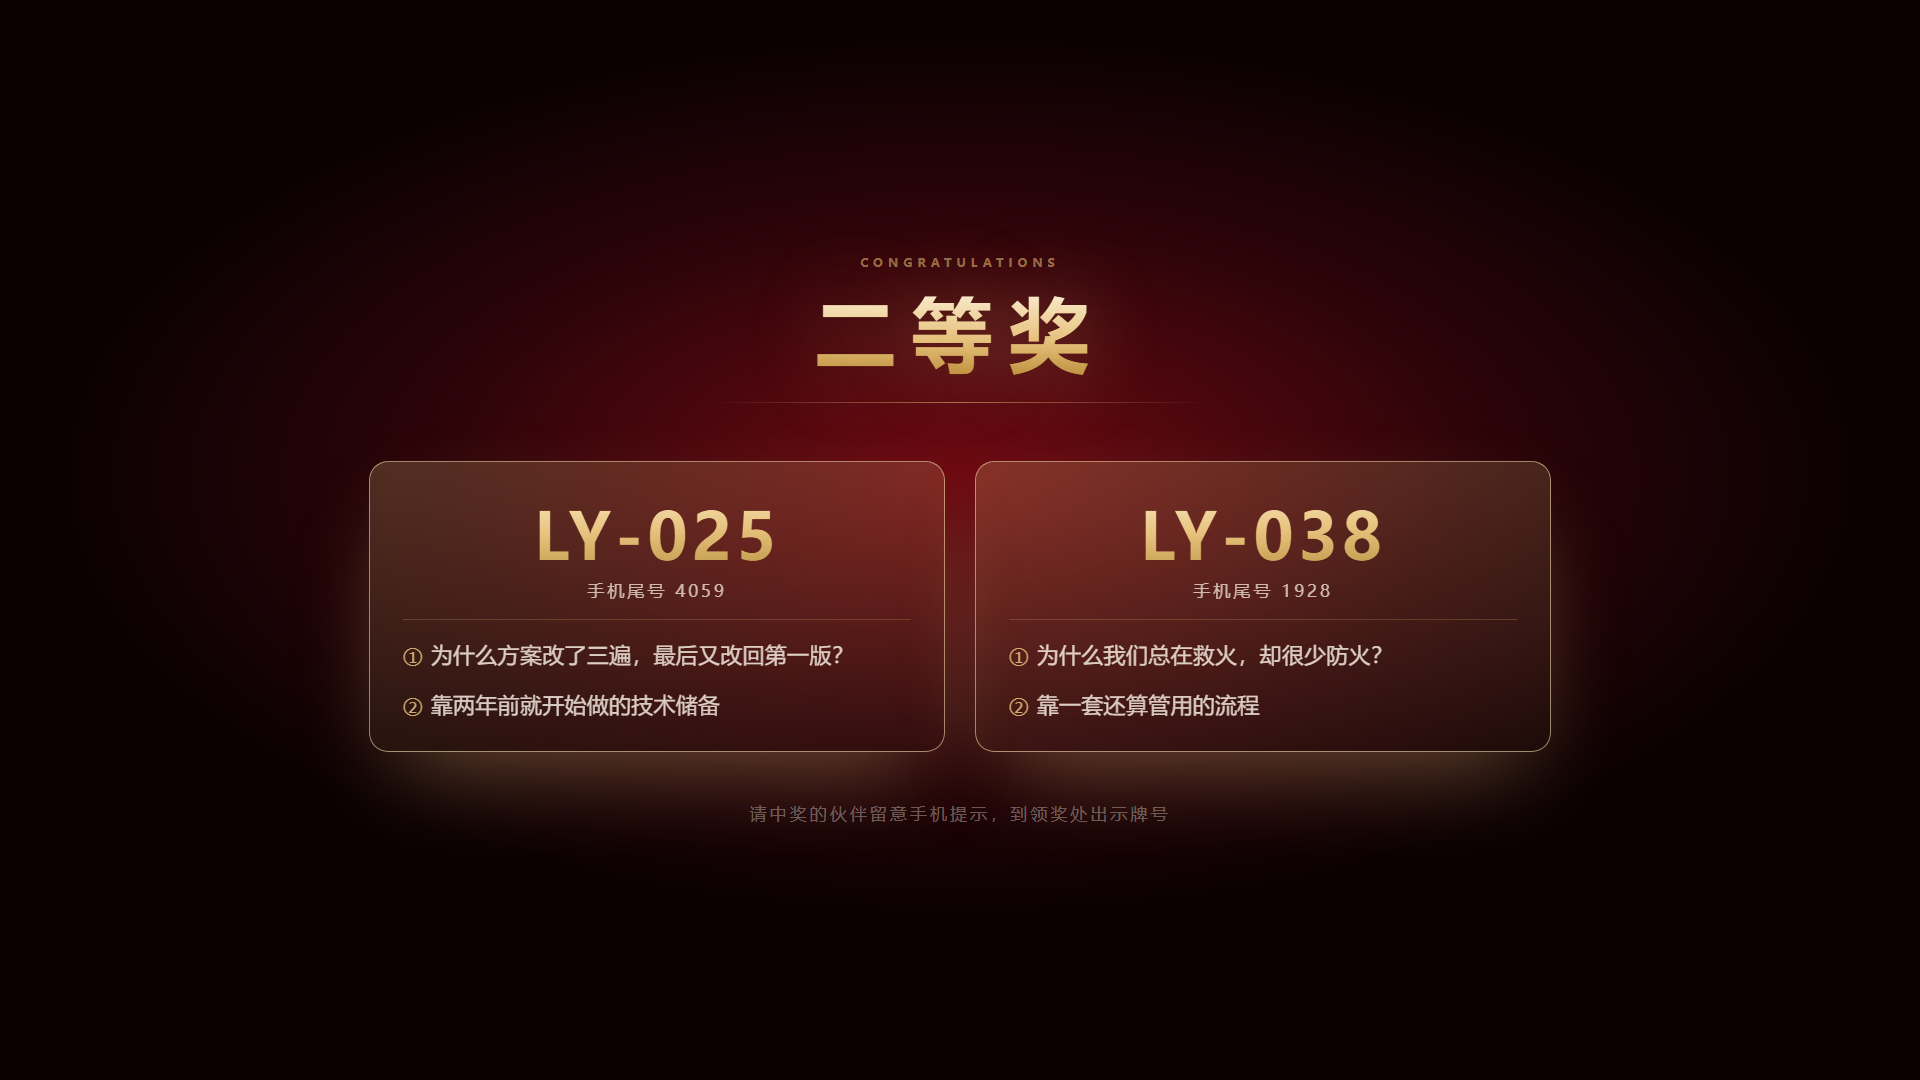 CONGRATULATIONS
二等奖
LY-025
手机尾号 4059
① 为什么方案改了三遍，最后又改回第一版？
② 靠两年前就开始做的技术储备
LY-038
手机尾号 1928
① 为什么我们总在救火，却很少防火？
② 靠一套还算管用的流程
请中奖的伙伴留意手机提示，到领奖处出示牌号